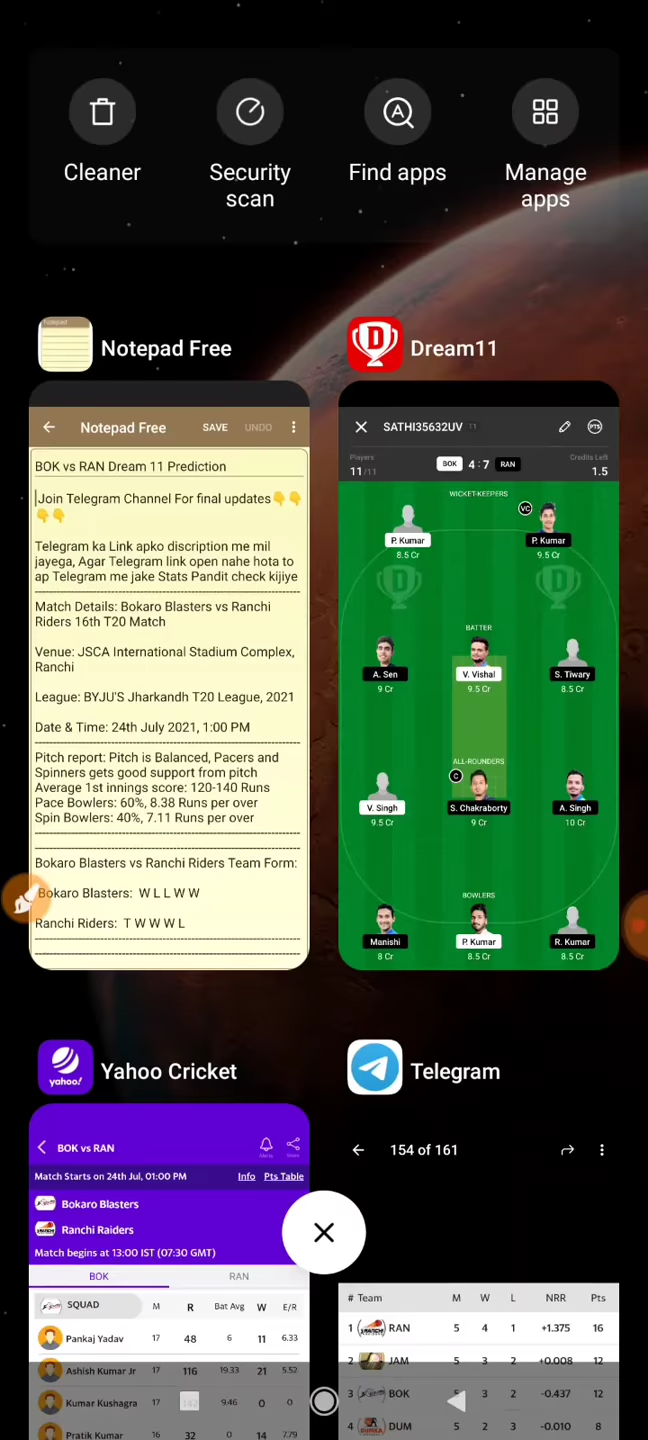 Cleaner
Security scan
Find apps
Manage apps
Notepad Free
Dream11
Notepad
Notepad Free SAVE UNDO
BOK vs RAN Dream 11 Prediction
Join Telegram Channel For final updates👇👇
👇👇
Telegram ka Link apko discription me mil
jayega, Agar Telegram link open nahe hota to
ap Telegram me jake Stats Pandit check kijiye
Match Details: Bokaro Blasters vs Ranchi
Riders 16th T20 Match
Venue: JSCA International Stadium Complex,
Ranchi
League: BYJU'S Jharkhand T20 League, 2021
Date & Time: 24th July 2021, 1:00 PM
Pitch report: Pitch is Balanced, Pacers and
Spinners gets good support from pitch
Average 1st innings score: 120-140 Runs
Pace Bowlers: 60%, 8.38 Runs per over
Spin Bowlers: 40%, 7.11 Runs per over
Bokaro Blasters vs Ranchi Riders Team Form:
Bokaro Blasters: W L L W W
Ranchi Riders: T W W W L
SATHI35632UV T1 PTS
Players Credits Left
11/11 BOK 4:7 RAN 1.5
WICKET-KEEPERS
VC
P. Kumar P. Kumar
8.5 Cr 9.5 Cr
BATTER
A. Sen V. Vishal S. Tiwary
9 Cr 9.5 Cr 8.5 Cr
ALL-ROUNDERS
C
V. Singh S. Chakraborty A. Singh
9.5 Cr 9 Cr 10 Cr
BOWLERS
Manishi P. Kumar R. Kumar
8 Cr 8.5 Cr 8.5 Cr
yahoo!
Yahoo Cricket
Telegram
BOK vs RAN
Alerts Share
Match Starts on 24th Jul, 01:00 PM Info Pts Table
Bokaro Blasters
Ranchi Raiders
Match begins at 13:00 IST (07:30 GMT)
BOK RAN
SQUAD M R Bat Avg W E/R
Pankaj Yadav 17 48 6 11 6.33
Ashish Kumar Jr 17 116 19.33 21 5.52
Kumar Kushagra 17 142 9.46 0 0
Pratik Kumar 16 32 0 14 7.79
154 of 161
# Team M W L NRR Pts
1 RAN 5 4 1 +1.375 16
2 JAM 5 3 2 +0.008 12
3 BOK 5 3 2 -0.437 12
4 DUM 5 2 3 -0.010 8